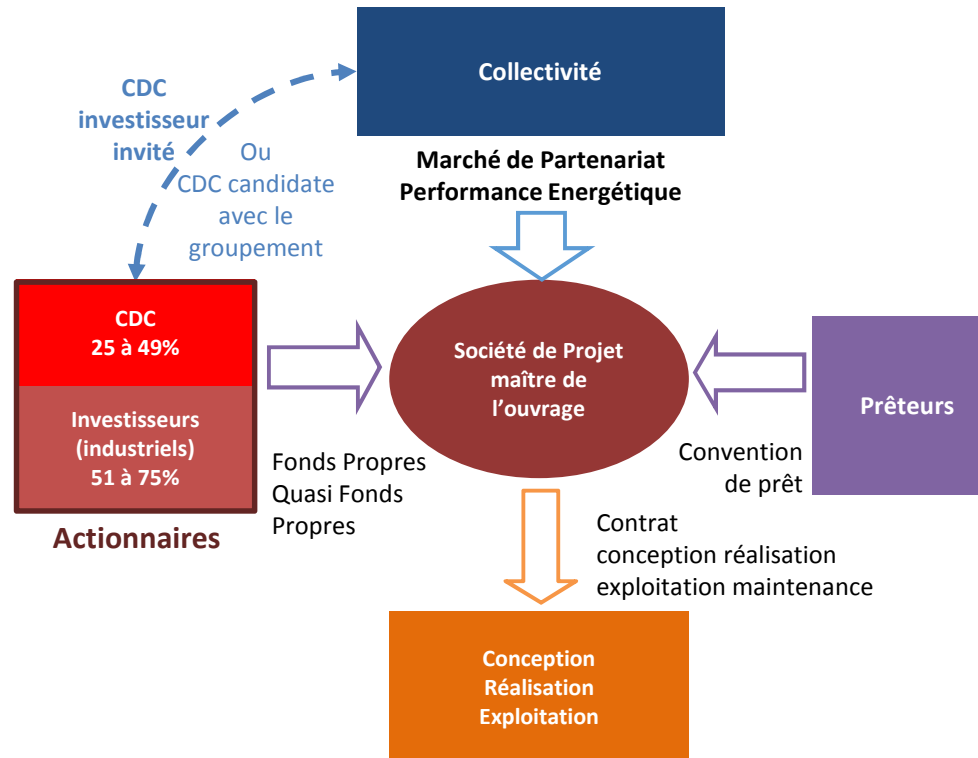 Collectivité
CDC
investisseur
invité
Ou
CDC candidate
avec le
groupement
Marché de Partenariat
Performance Energétique
CDC
25 à 49%
Investisseurs
(industriels)
51 à 75%
Actionnaires
Fonds Propres
Quasi Fonds
Propres
Société de Projet
maître de
l’ouvrage
Prêteurs
Convention
de prêt
Contrat
conception réalisation
exploitation maintenance
Conception
Réalisation
Exploitation